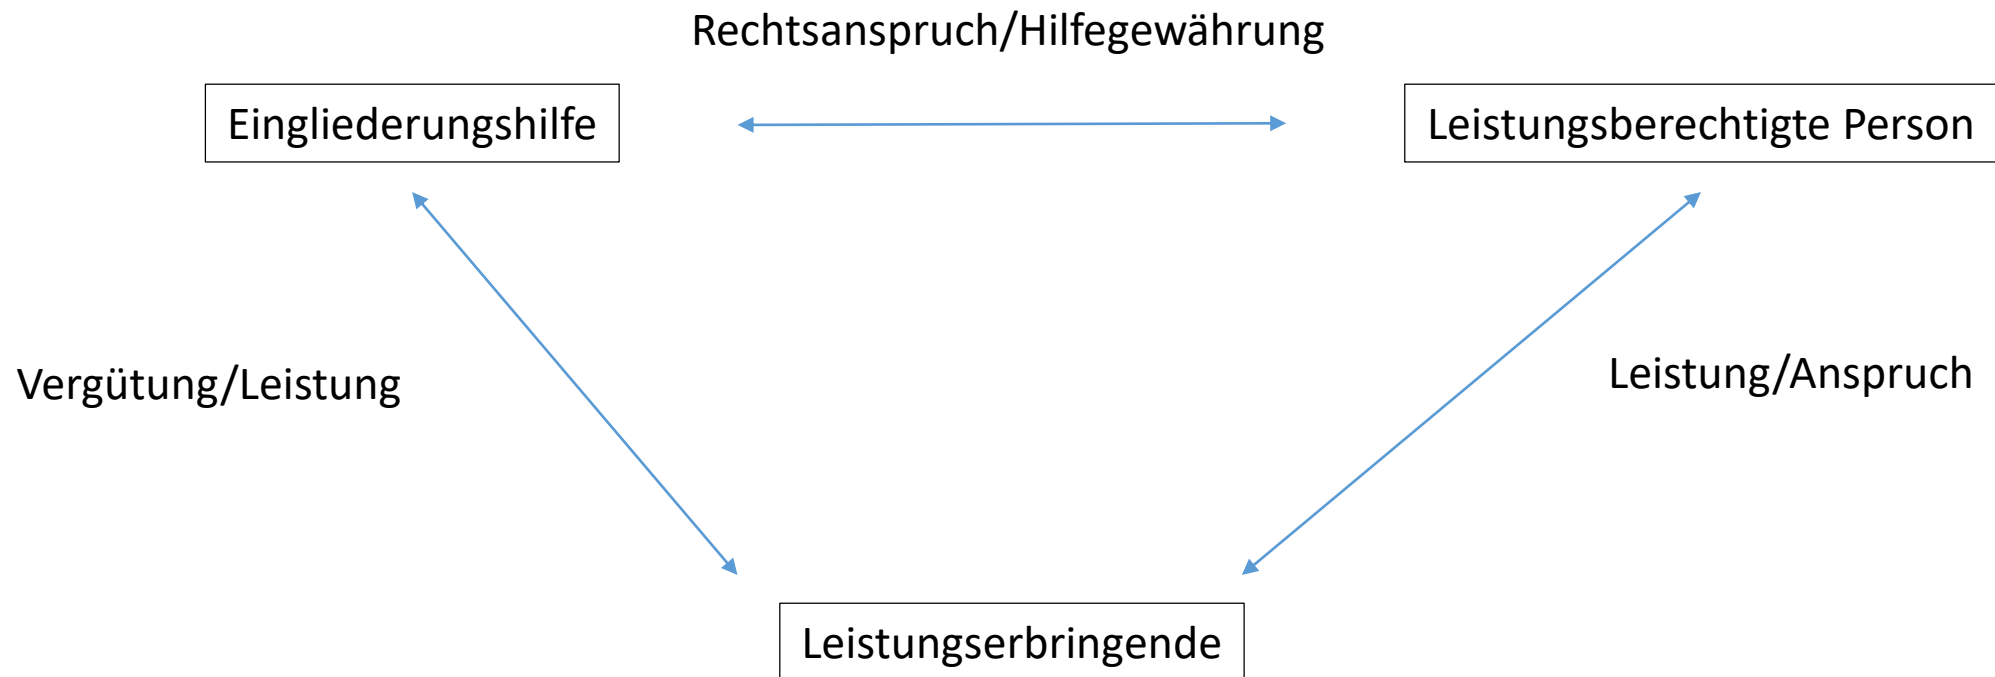 Rechtsanspruch/Hilfegewährung
Eingliederungshilfe
Leistungsberechtigte Person
Vergütung/Leistung
Leistung/Anspruch
Leistungserbringende